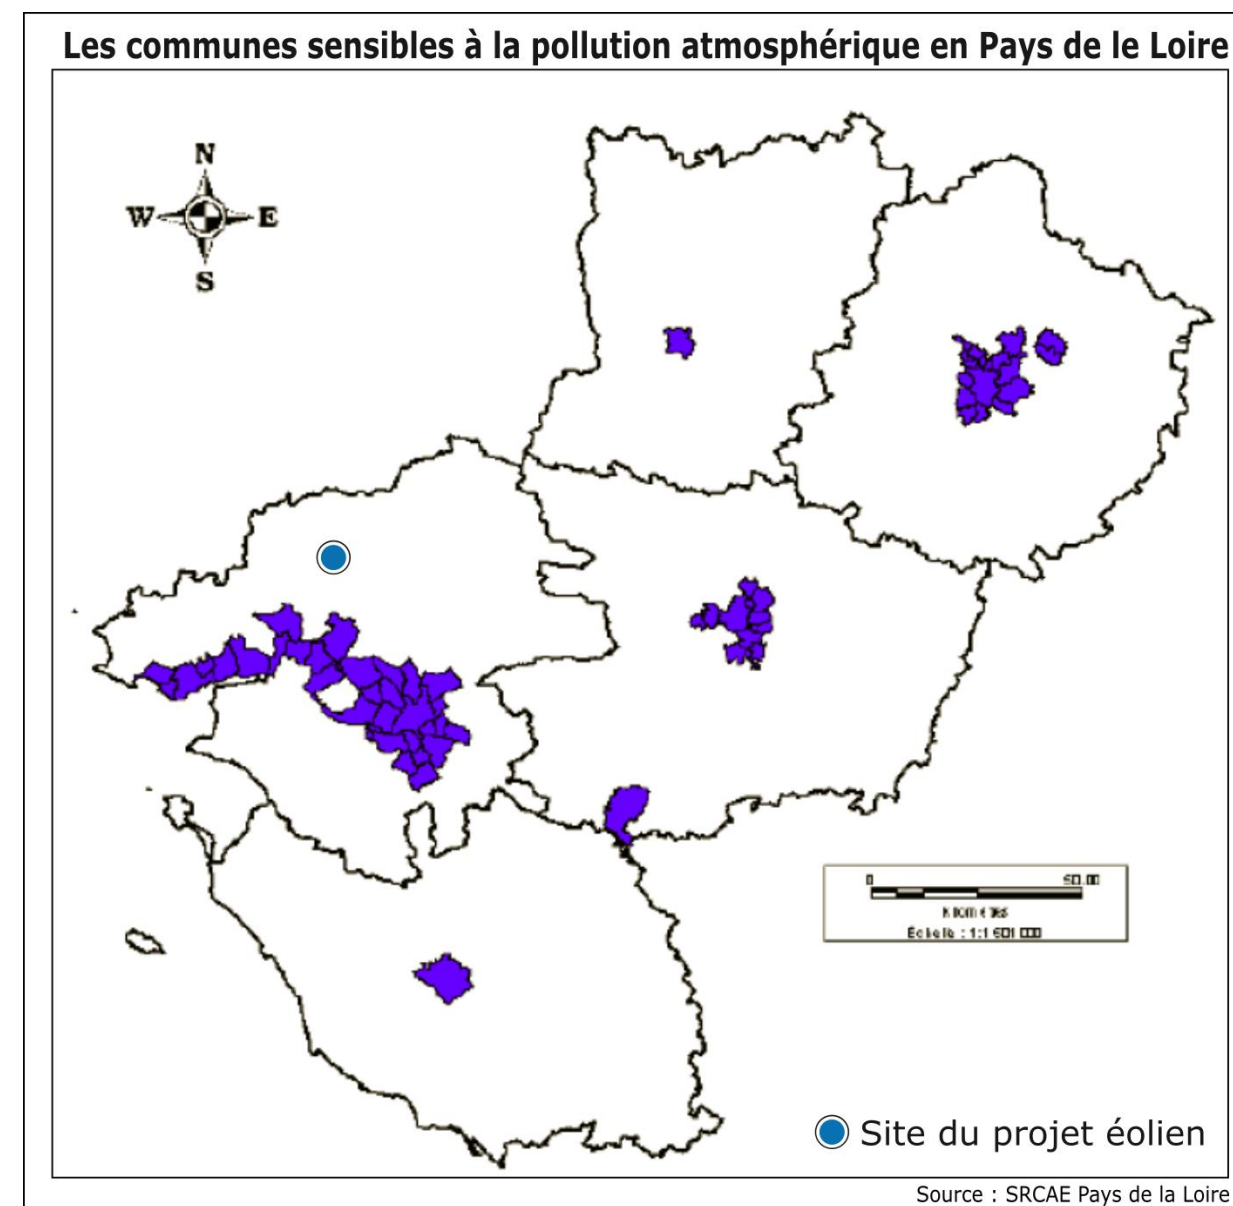 Les communes sensibles à la pollution atmosphérique en Pays de le Loire
N
W E
S
0
Échelle :
Site du projet éolien
Source : SRCAE Pays de la Loire